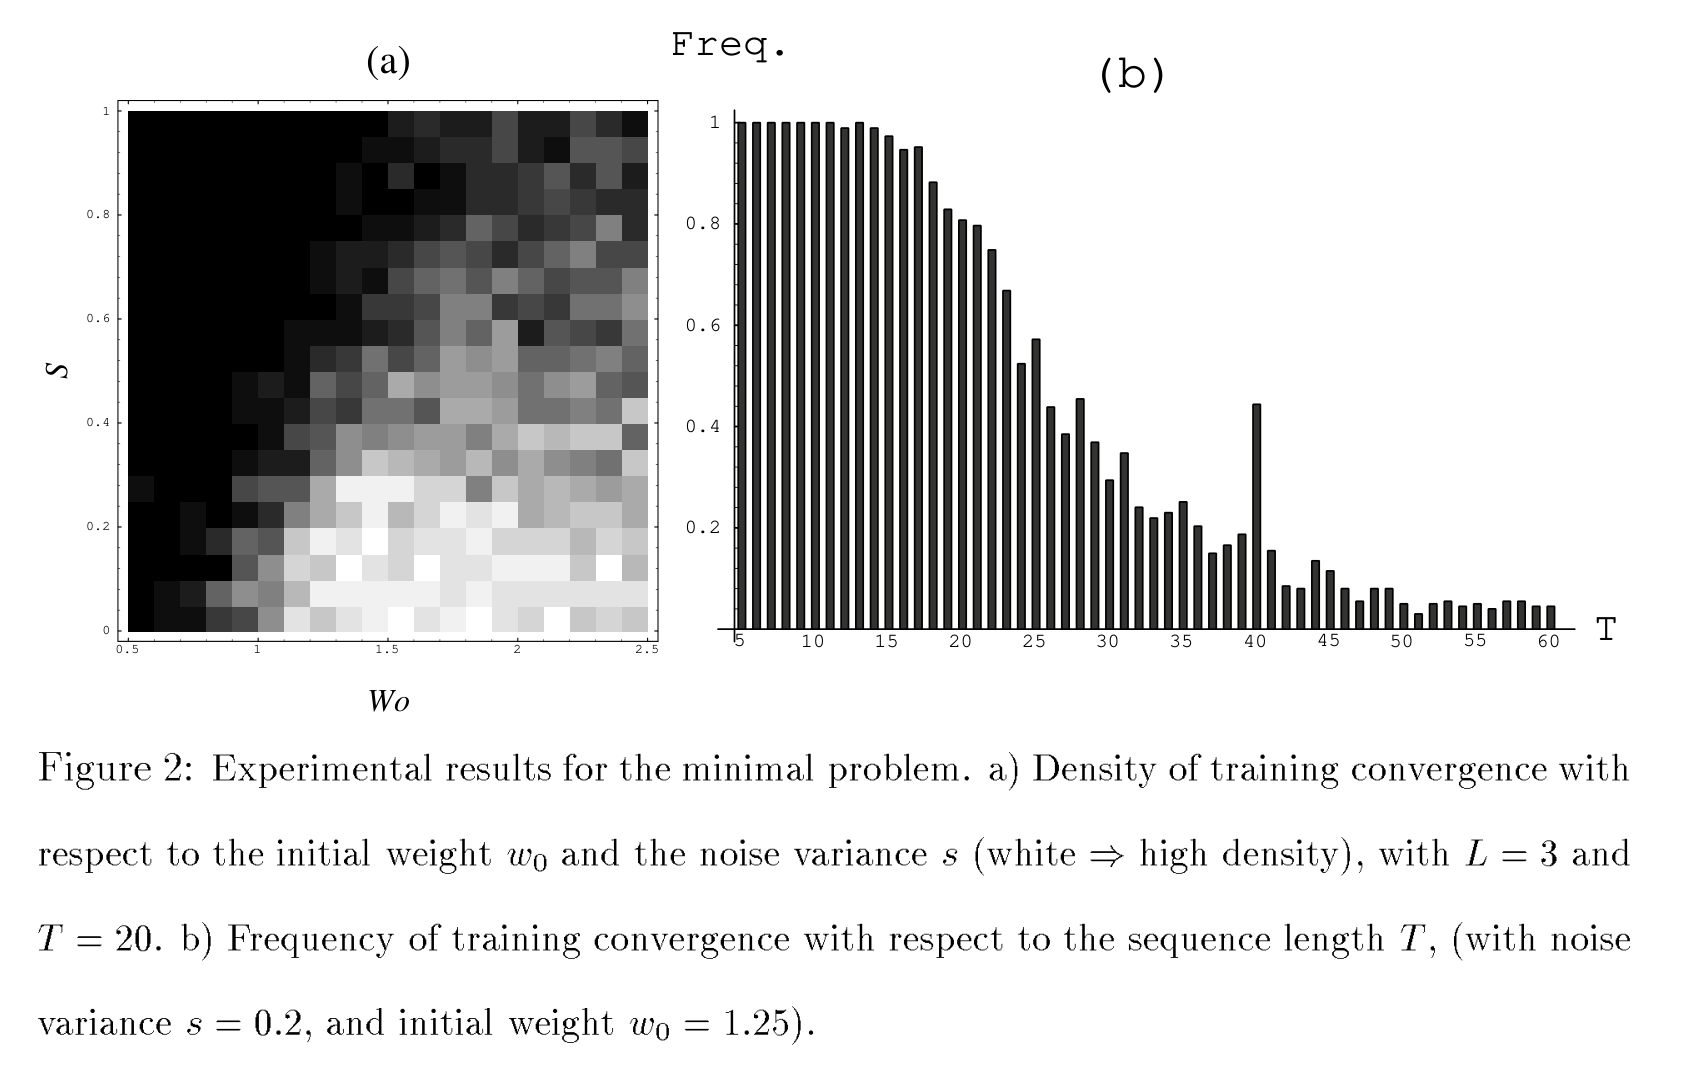 (a)
1
0.8
0.6
0.4
0.2
0
S
0.5 1 1.5 2 2.5
Wo
Freq.
(b)
1
0.8
0.6
0.4
0.2
5 10 15 20 25 30 35 40 45 50 55 60
T
Figure 2: Experimental results for the minimal problem. a) Density of training convergence with
respect to the initial weight w₀ and the noise variance s (white ⇒ high density), with L = 3 and
T = 20. b) Frequency of training convergence with respect to the sequence length T, (with noise
variance s = 0.2, and initial weight w₀ = 1.25).